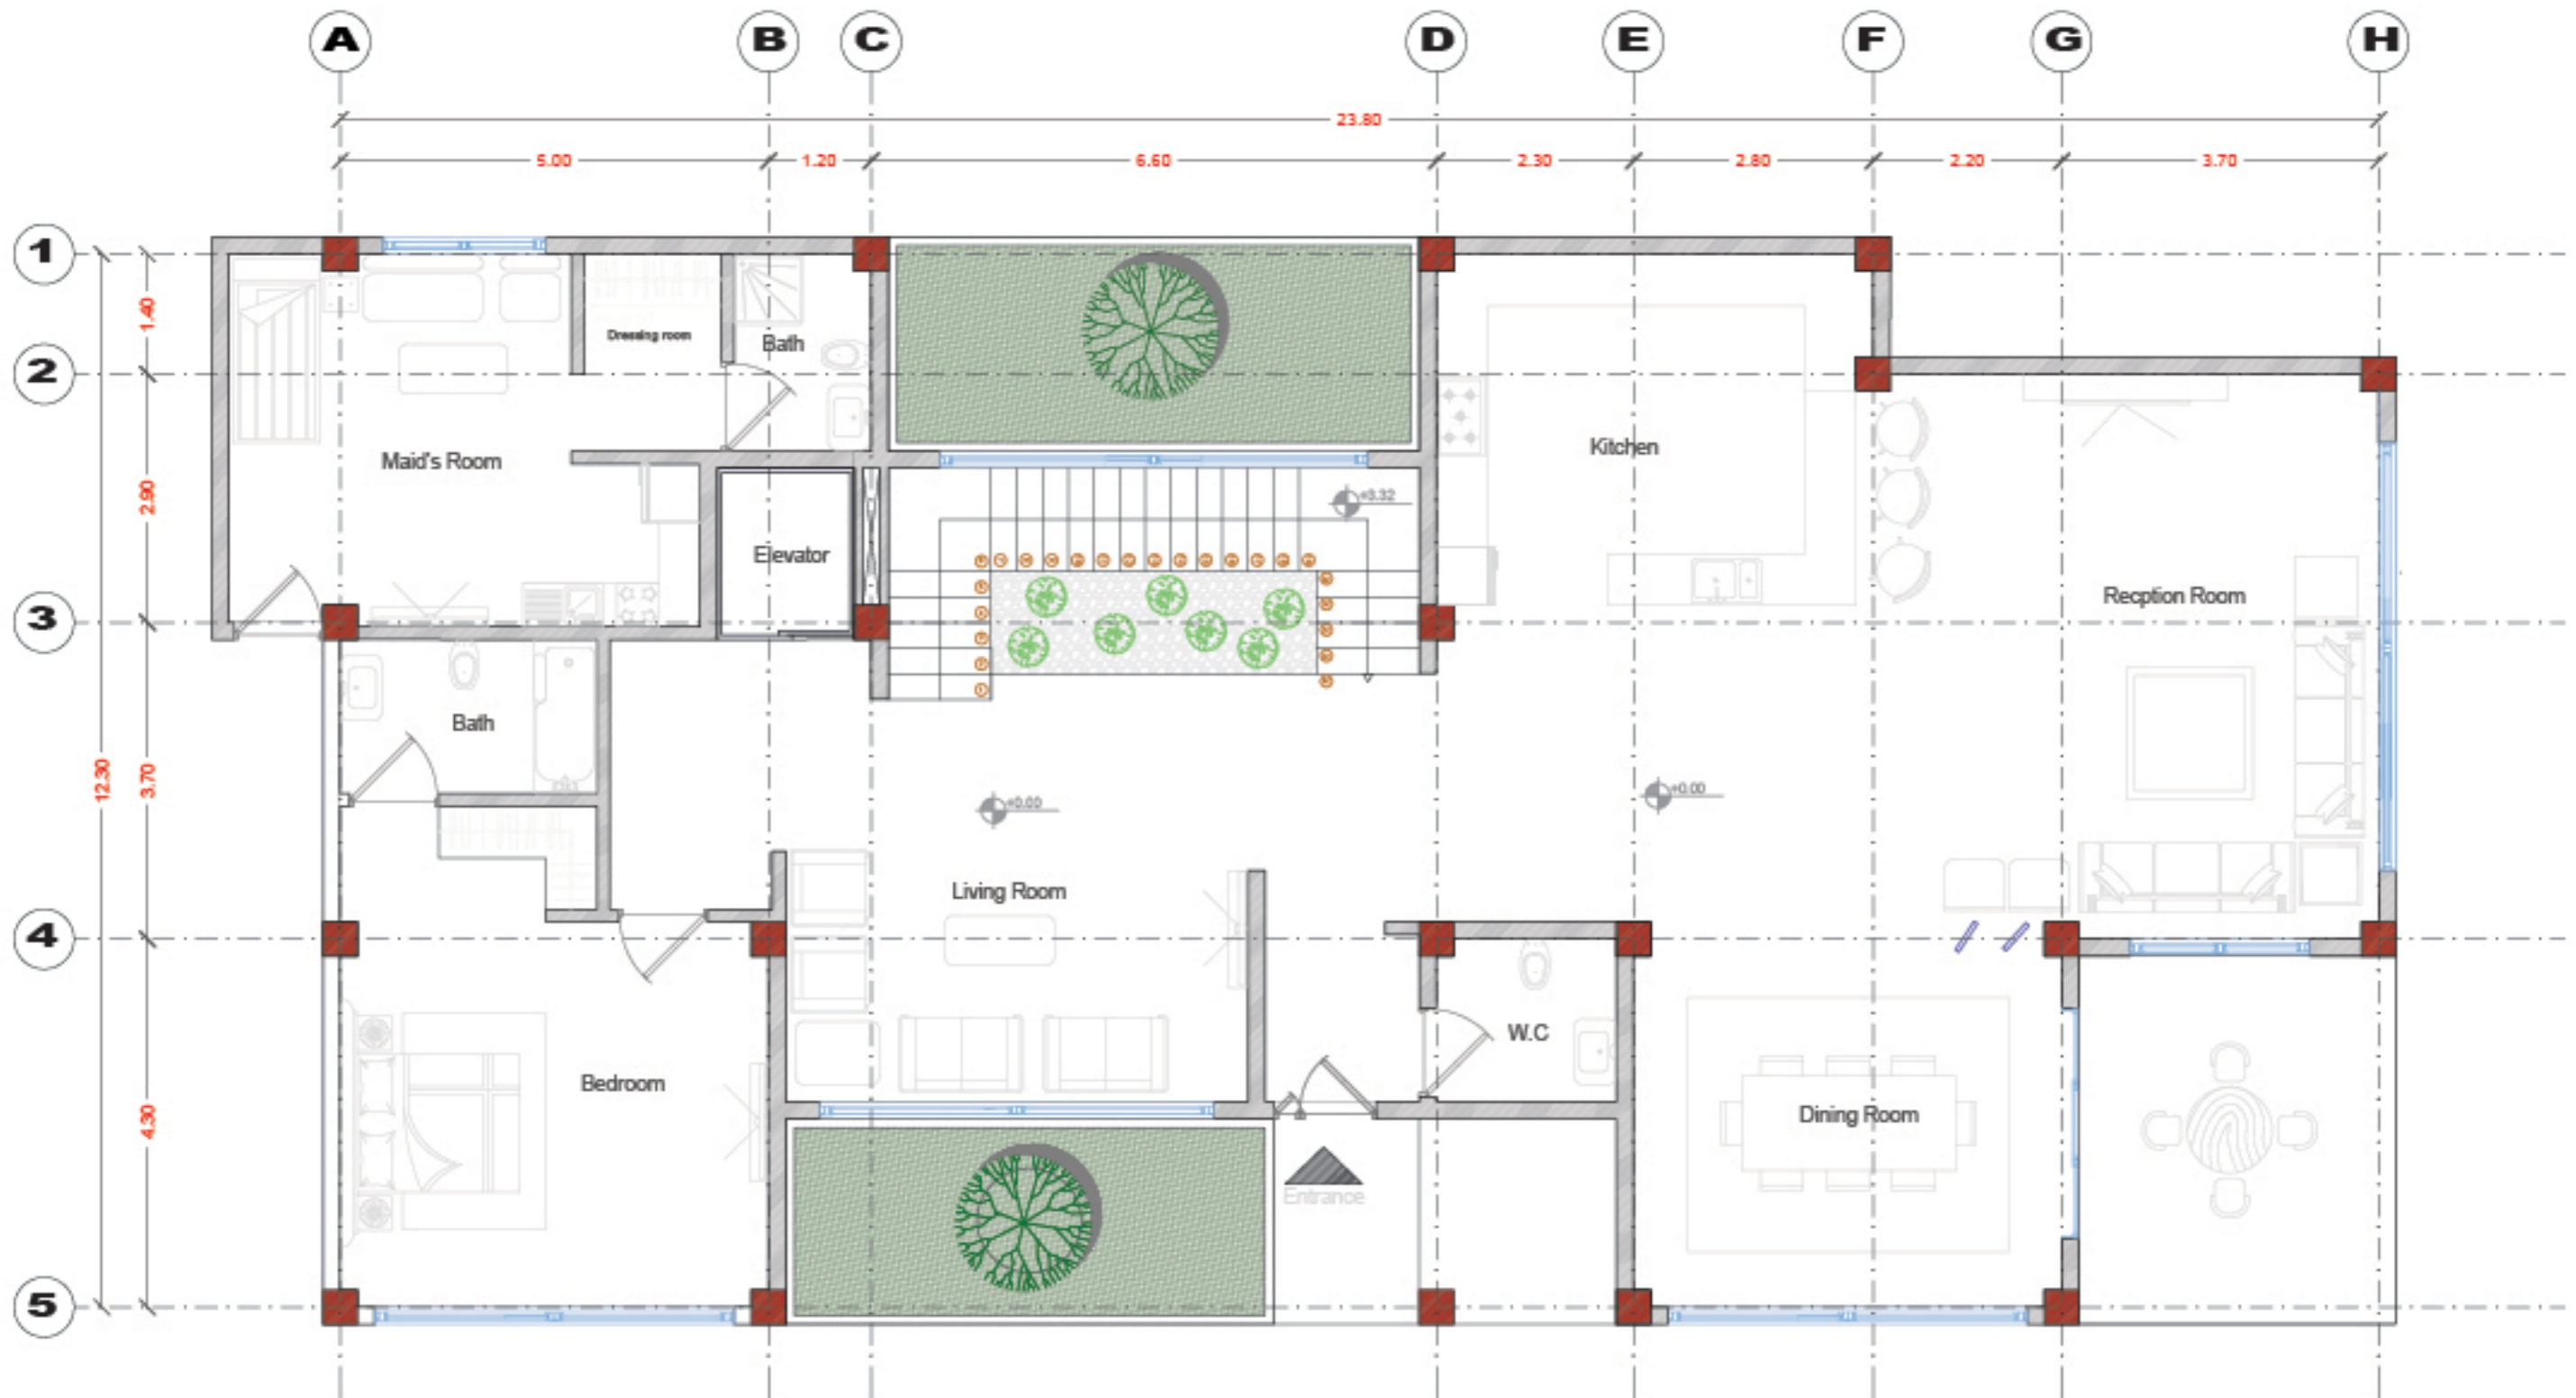 A B C D E F G H
23.80
5.00 1.20 6.60 2.30 2.80 2.20 3.70
1
1.40
2
2.90
3
3.70
12.30
4
4.30
5
Dressing room
Bath
Maid's Room
Elevator
+3.32
Kitchen
Recption Room
Bath
+0.00
+0.00
Living Room
W.C
Bedroom
Dining Room
Entrance